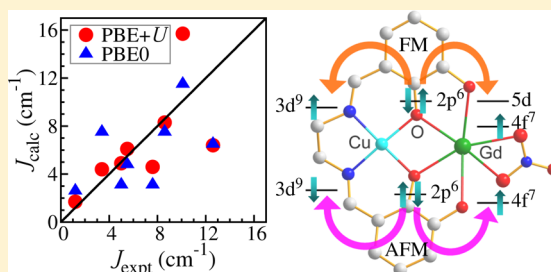 16
12
8
4
0
0 4 8 12 16
J_calc (cm⁻¹)
J_expt (cm⁻¹)
PBE+U
PBE0
FM
3d⁹
2p⁶
5d
4f⁷
O
Cu
Gd
3d⁹
2p⁶
4f⁷
AFM